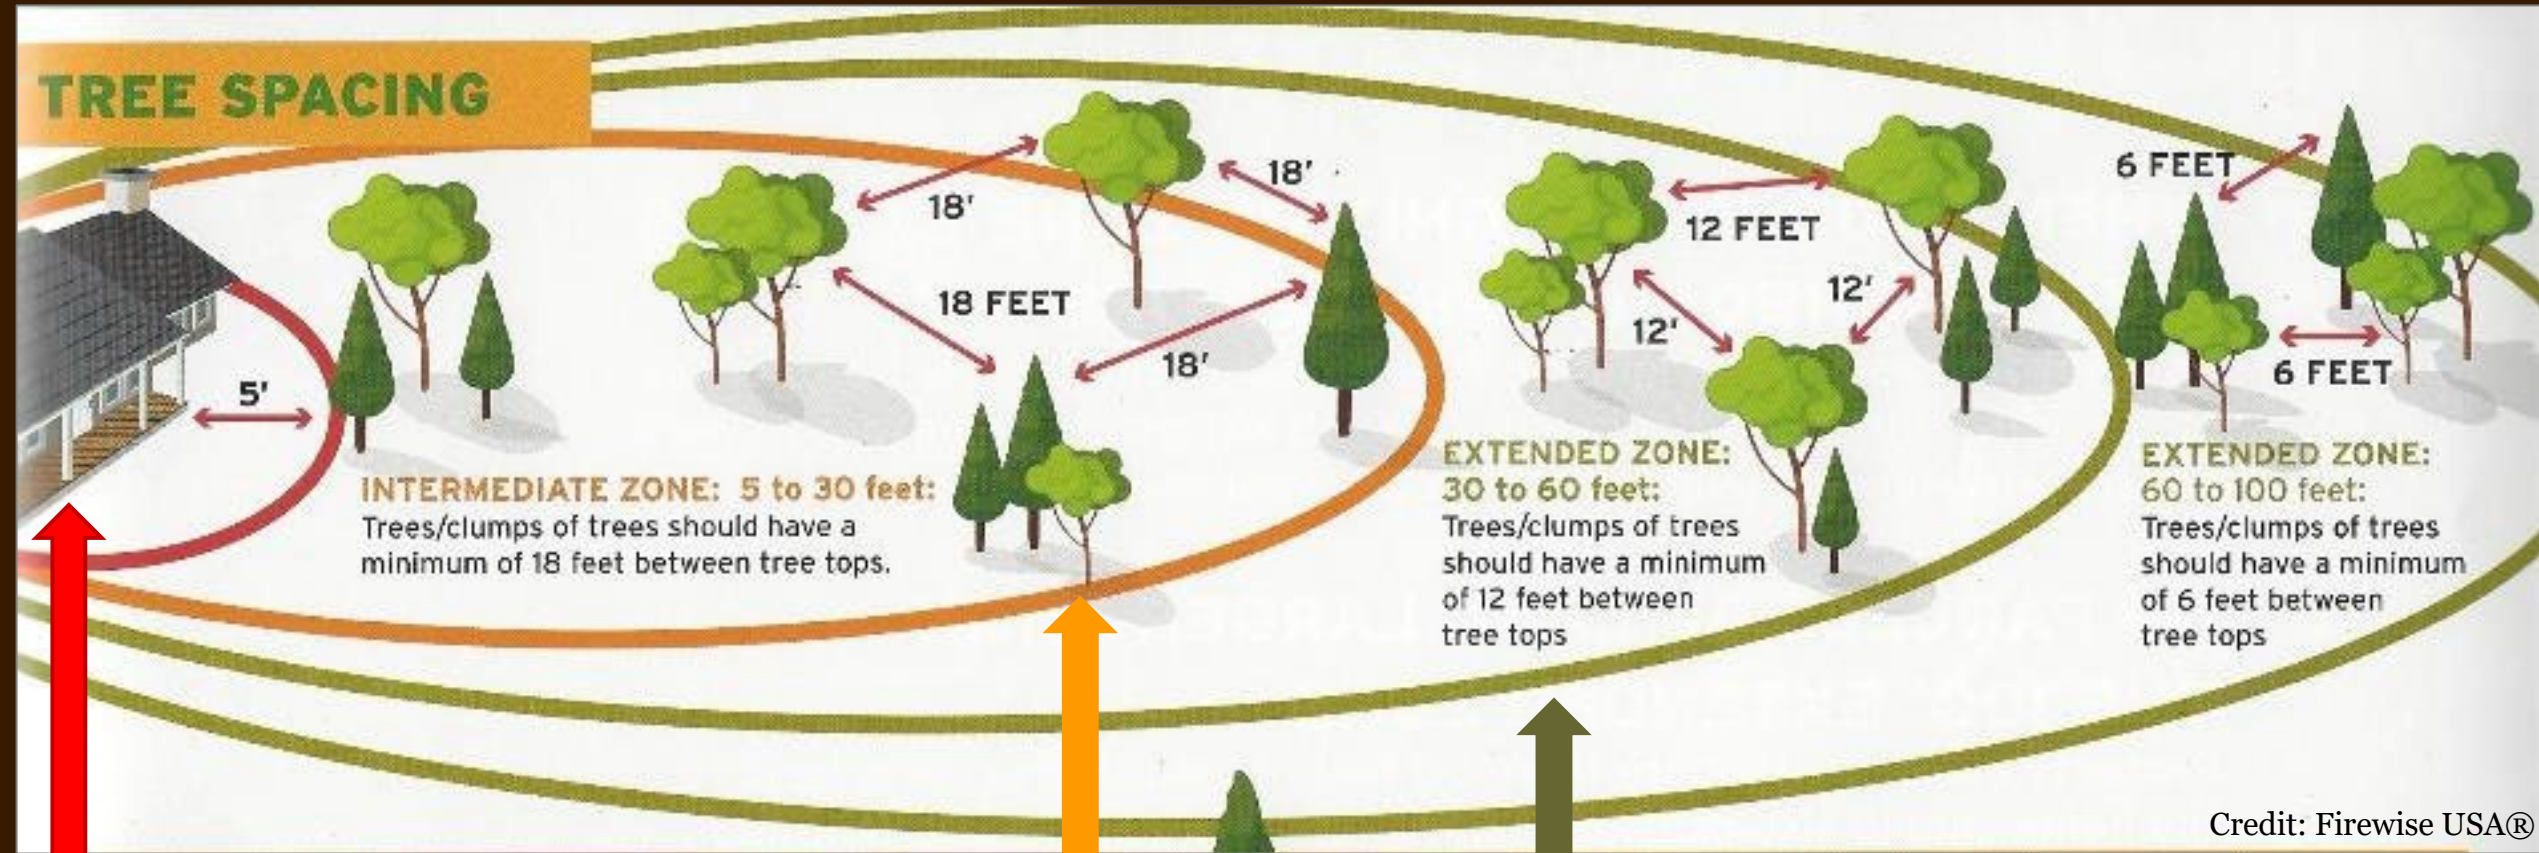 TREE SPACING
18'
18'
6 FEET
12 FEET
18 FEET
12'
12'
18'
6 FEET
5'
INTERMEDIATE ZONE: 5 to 30 feet:
Trees/clumps of trees should have a
minimum of 18 feet between tree tops.
EXTENDED ZONE:
30 to 60 feet:
Trees/clumps of trees
should have a minimum
of 12 feet between
tree tops
EXTENDED ZONE:
60 to 100 feet:
Trees/clumps of trees
should have a minimum
of 6 feet between
tree tops
Credit: Firewise USA®